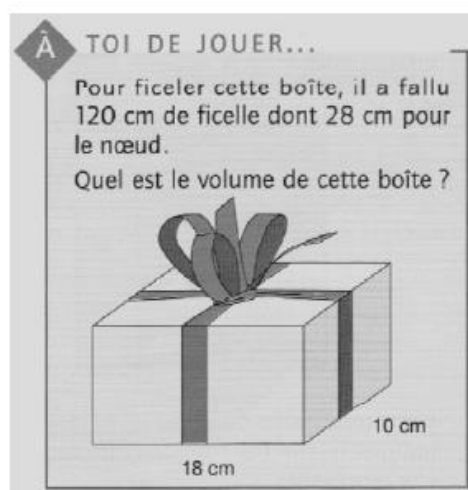 À TOI DE JOUER...
Pour ficeler cette boîte, il a fallu
120 cm de ficelle dont 28 cm pour
le nœud.
Quel est le volume de cette boîte ?
10 cm
18 cm